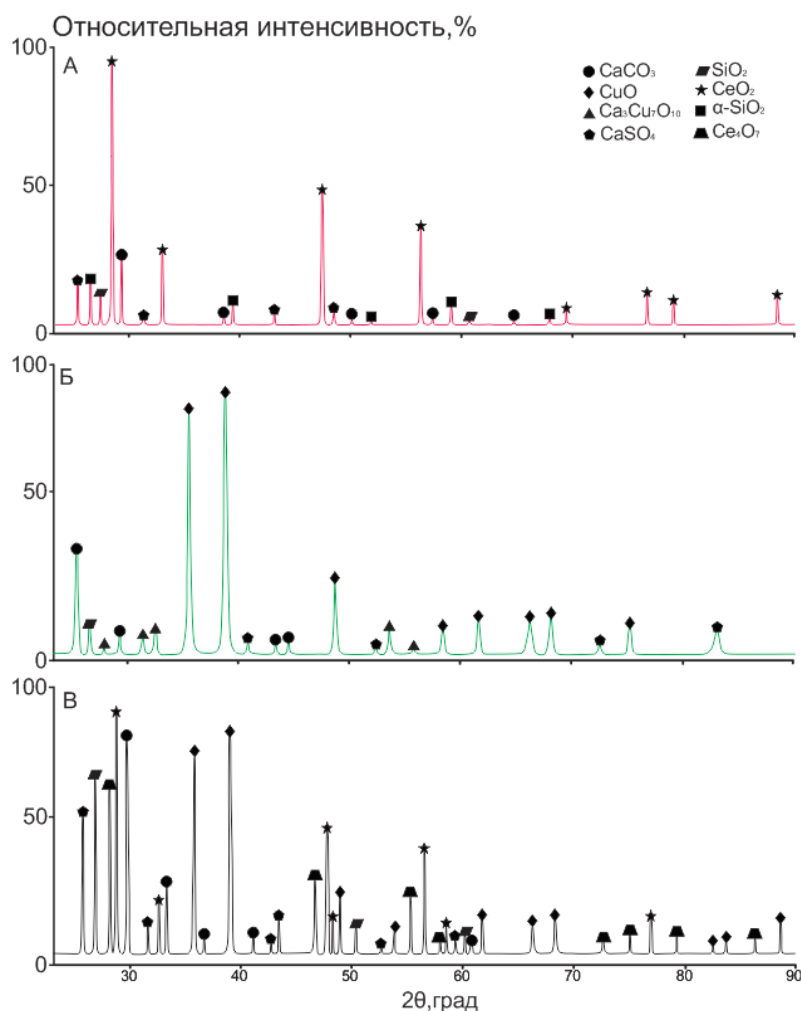 Относительная интенсивность,%
100
А
50
0
CaCO₃
CuO
Ca₃Cu₇O₁₀
CaSO₄
SiO₂
CeO₂
α-SiO₂
Ce₄O₇
100
Б
50
0
100
В
50
0
30 40 50 60 70 80 90
2θ,град